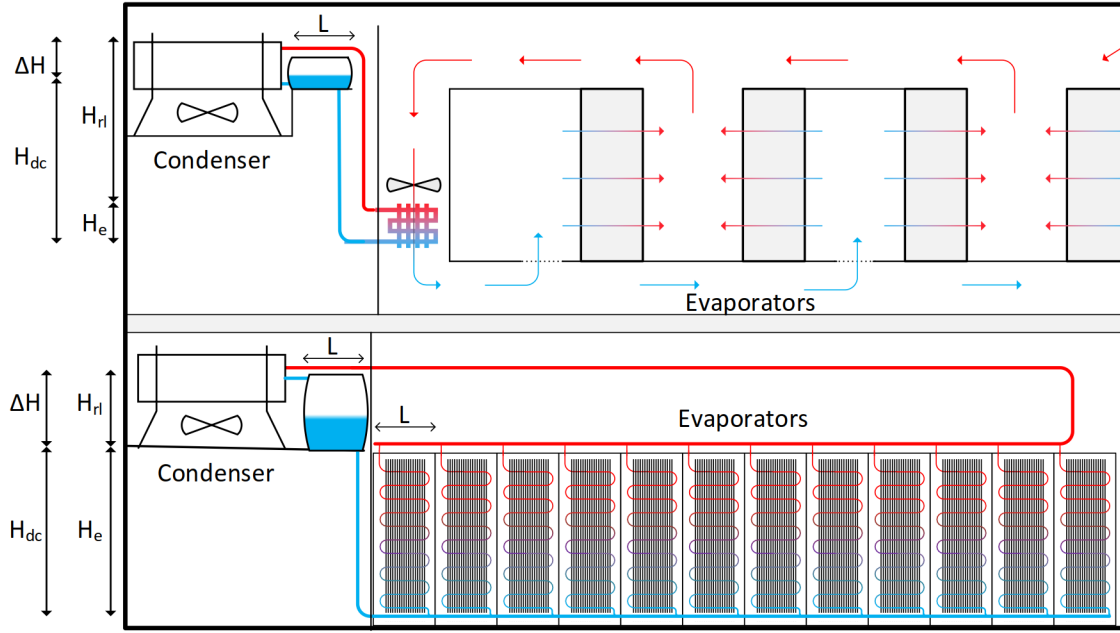 L
ΔH
H_rl
H_dc
Condenser
H_e
Evaporators
L
ΔH
H_rl
L
Evaporators
Condenser
H_dc
H_e